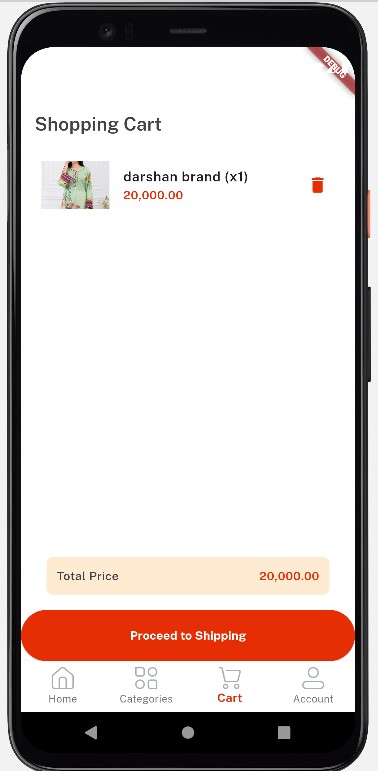 DEBUG
Shopping Cart
darshan brand (x1)
20,000.00
Total Price 20,000.00
Proceed to Shipping
Home Categories Cart Account